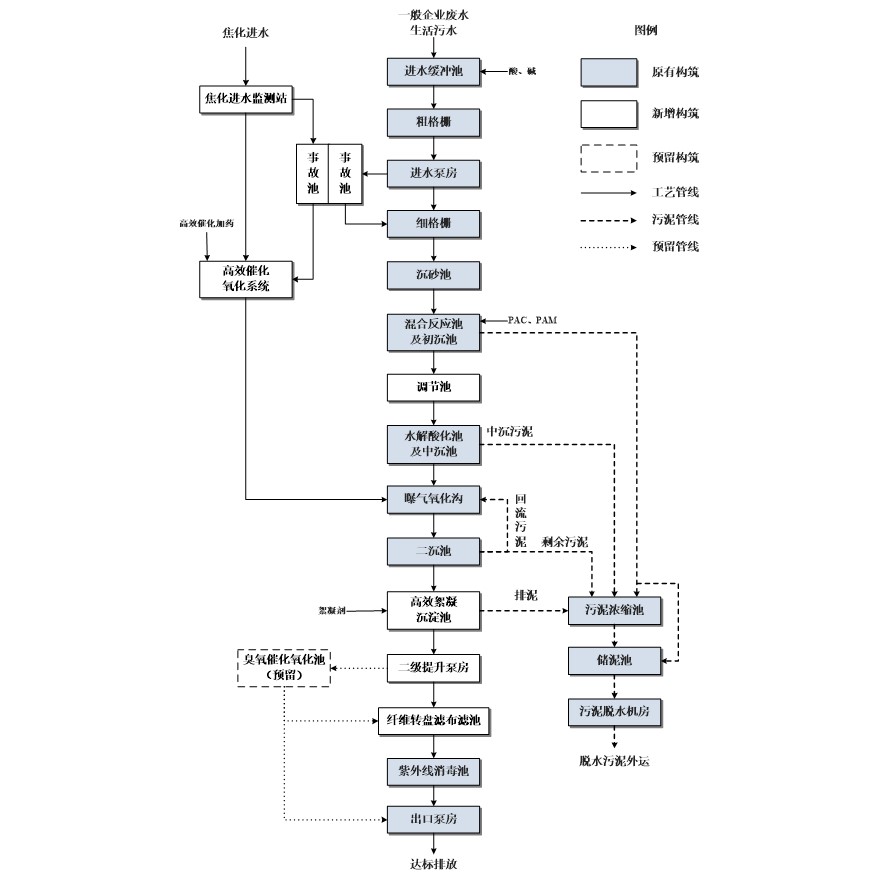 一般企业废水
生活污水
焦化进水
图例
进水缓冲池
酸、碱
原有构筑
焦化进水监测站
新增构筑
粗格栅
事故池
事故池
进水泵房
预留构筑
工艺管线
高效催化加药
细格栅
污泥管线
预留管线
高效催化
氧化系统
沉砂池
混合反应池
及初沉池
PAC、PAM
调节池
水解酸化池
及中沉池
中沉污泥
曝气氧化沟
回流污泥
二沉池
剩余污泥
絮凝剂
高效絮凝
沉淀池
排泥
污泥浓缩池
臭氧催化氧化池
（预留）
二级提升泵房
储泥池
纤维转盘滤布滤池
污泥脱水机房
紫外线消毒池
脱水污泥外运
出口泵房
达标排放